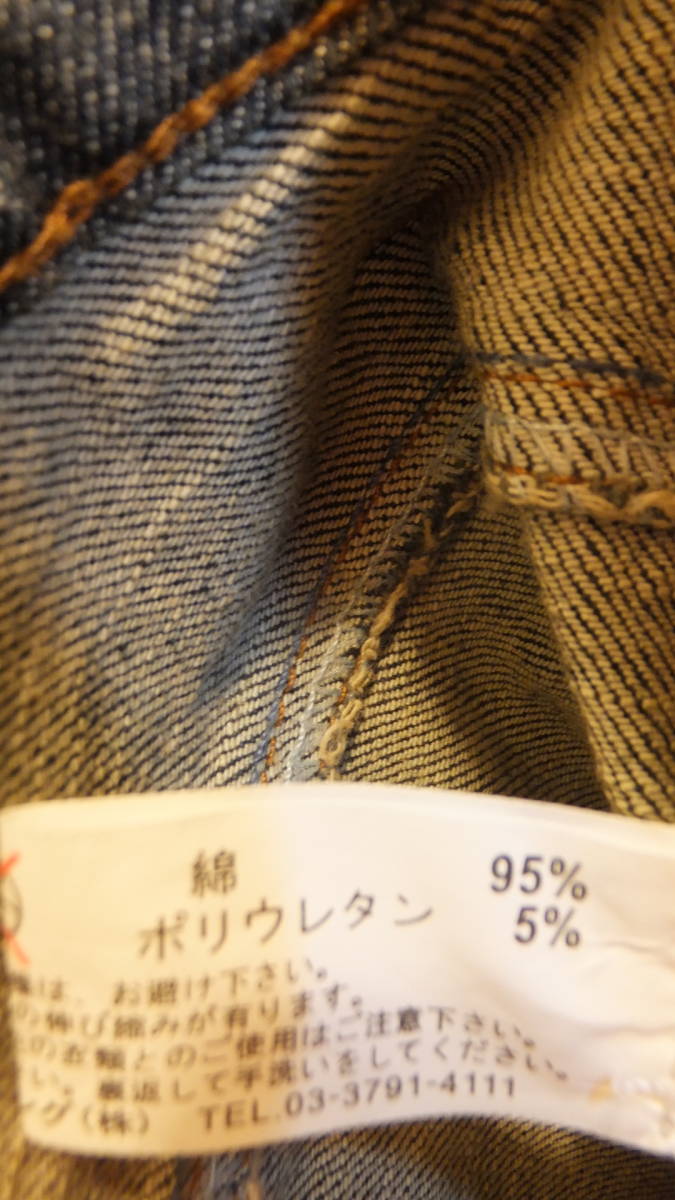 綿 95%
ポリウレタン 5%
は、お避け下さい。
の伸び縮みが有ります。
の衣類とのご使用はご注意下さい。
い。裏返して手洗いをしてください。
ング(株) TEL.03-3791-4111